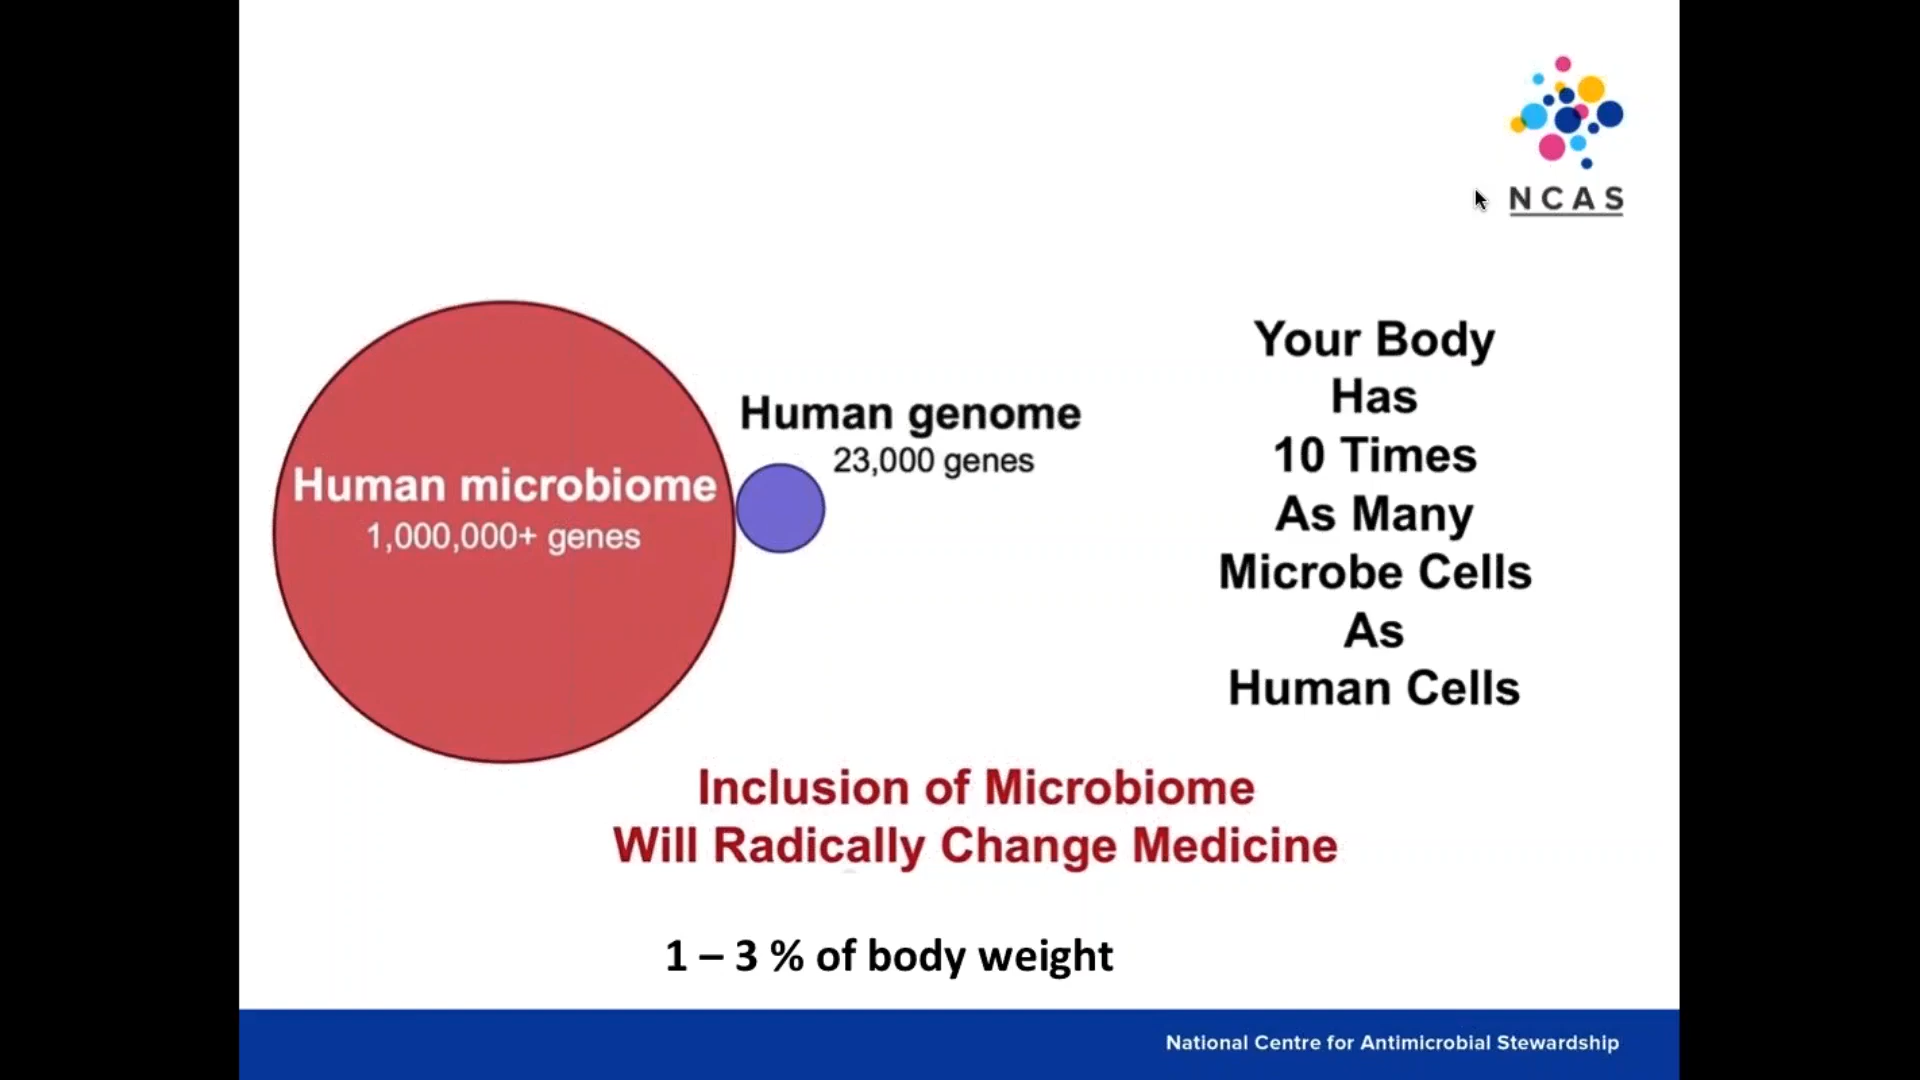 NCAS
Human microbiome
1,000,000+ genes
Human genome
23,000 genes
Your Body
Has
10 Times
As Many
Microbe Cells
As
Human Cells
Inclusion of Microbiome
Will Radically Change Medicine
1 – 3 % of body weight
National Centre for Antimicrobial Stewardship